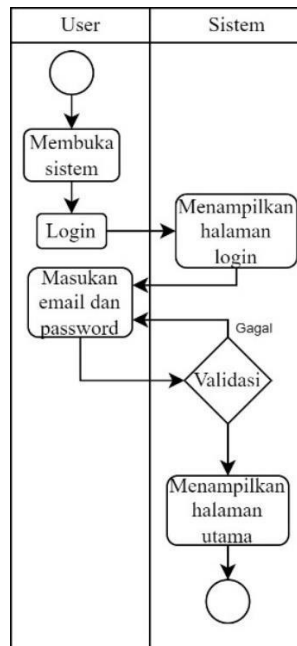 User
Sistem
Membuka
sistem
Login
Menampilkan
halaman
login
Masukan
email dan
password
Gagal
Validasi
Menampilkan
halaman
utama